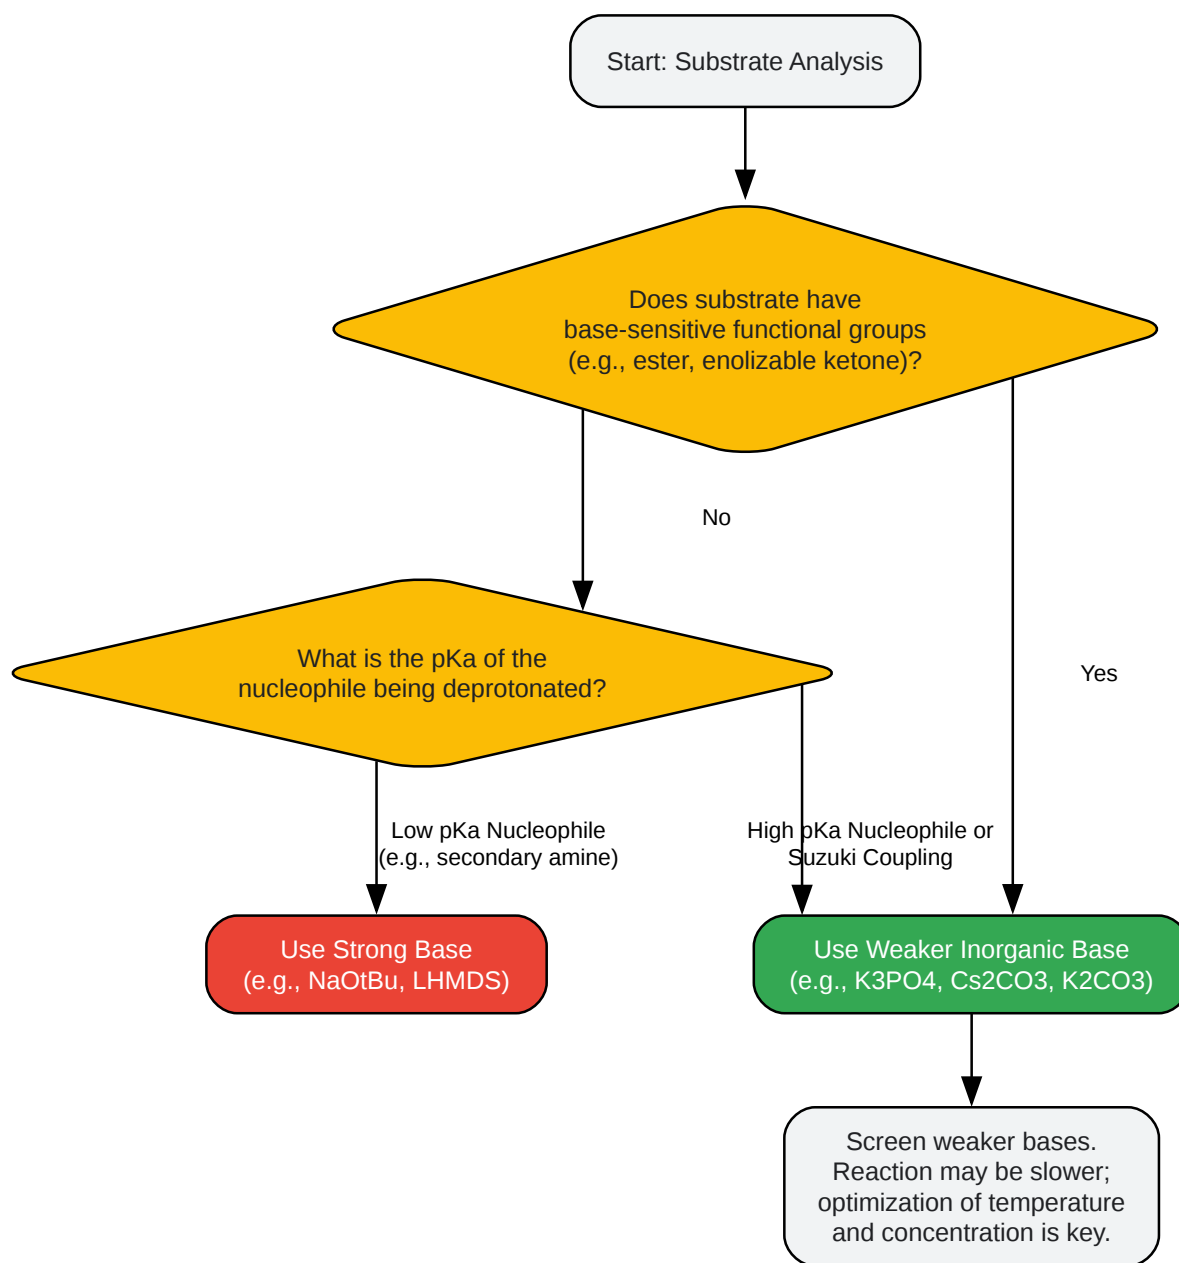 Start: Substrate Analysis
Does substrate have
base-sensitive functional groups
(e.g., ester, enolizable ketone)?
No
What is the pKa of the
nucleophile being deprotonated?
Yes
Low pKa Nucleophile
(e.g., secondary amine)
High pKa Nucleophile or
Suzuki Coupling
Use Strong Base
(e.g., NaOtBu, LHMDS)
Use Weaker Inorganic Base
(e.g., K3PO4, Cs2CO3, K2CO3)
Screen weaker bases.
Reaction may be slower;
optimization of temperature
and concentration is key.